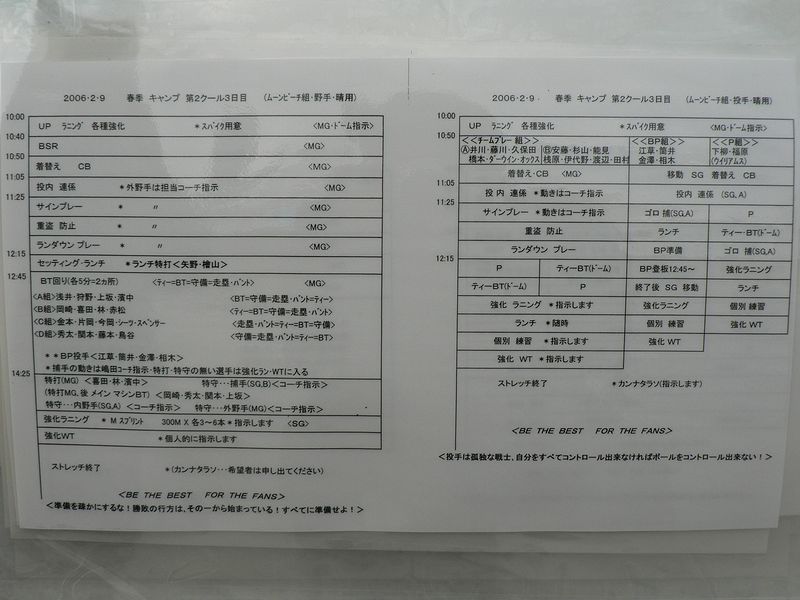 2006・2・9 春季 キャンプ 第2クール3日目 (ムーンビーチ組・野手・晴用)
10:00
UP ラニング 各種強化 *スパイク用意 <MG・ドーム指示>
10:40
BSR <MG>
10:50
着替え CB <MG>
11:05
投内 連係 *外野手は担当コーチ指示 <MG>
11:25
サインプレー * 〃 <MG>
重盗 防止 * 〃 <MG>
ランダウン プレー * 〃 <MG>
12:15
セッティング・ランチ *ランチ特打<矢野・檜山>
12:45
BT回り(各5分=2カ所) <ティー=BT=守備=走塁・バント>
<A組>浅井・狩野・上坂・濱中 <BT=守備=走塁・バント=ティー>
<B組>岡崎・喜田・林・赤松 <ティー=BT=守備=走塁・バント>
<C組>金本・片岡・今岡・シーツ・スペンサー <走塁・バント=ティー=BT=守備>
<D組>秀太・関本・藤本・鳥谷 <守備=走塁・バント=ティー=BT>
**BP投手<江草・筒井・金澤・相木>
*捕手の動きは嶋田コーチ指示・特打・特守の無い選手は強化ラン・WTに入る
14:25
特打(MG) <喜田・林・濱中> 特守…捕手(SG,B)<コーチ指示>
(特打MG、後 メイン マシンBT) <岡崎・秀太・関本・上坂>
特守…内野手(SG,A) <コーチ指示> 特守…外野手(MG)<コーチ指示>
強化ラニング *Mスプリント 300M X 各3~6本*指示します <SG>
強化WT *個人的に指示します
ストレッチ終了 *(カンナタラソ…希望者は申し出てください)
<BE THE BEST FOR THE FANS>
<準備を疎かにするな!勝敗の行方は、その一から始まっている!すべてに準備せよ!>
2006・2・9. 春季 キャンプ 第2クール3日目 (ムーンビーチ組・投手・晴用)
10:00
UP ラニング 各種強化 *スパイク用意 <MG・ドーム指示>
10:50
<<チームプレー組>> <<BP組>> <<P組>>
Ⓐ井川・藤川・久保田 Ⓑ安藤・杉山・能見 江草・筒井 下柳・福原
橋本・ダーウイン・オックス 桟原・伊代野・渡辺・田村 金澤・相木 (ウイリアムス)
着替え・CB <MG> 移動 SG 着替え CB
11:05
投 内 連係 *動きはコーチ指示 投内 連係 (SG,A)
11:25
サインプレー *動きはコーチ指示 ゴロ 捕(SG,A) P
重盗 防止 ランチ ティー・BT(ドーム)
ランダウン プレー BP準備 ゴロ 捕(SG,A)
12:15
P ティーBT(ドーム) BP登板12:45~ 強化ラニング
ティーBT(ドーム) P 終了後 SG 移動 ランチ
強化 ラニング *指示します 強化ラニング 個別 練習
ランチ *随時 個別 練習 強化 WT
個別 練習 *指示します 強化 WT
強化 WT *指示します
ストレッチ終了 *カンナタラソ(指示します)
<BE THE BEST FOR THE FANS>
<投手は孤独な戦士、自分をすべてコントロール出来なければボールをコントロール出来ない!>